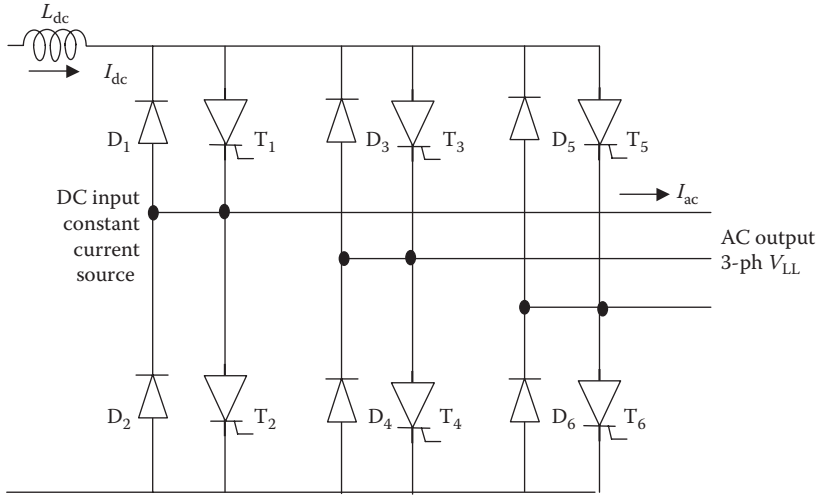 L_dc
I_dc
D_1
T_1
D_3
T_3
D_5
T_5
DC input
constant
current
source
I_ac
AC output
3-ph V_LL
D_2
T_2
D_4
T_4
D_6
T_6